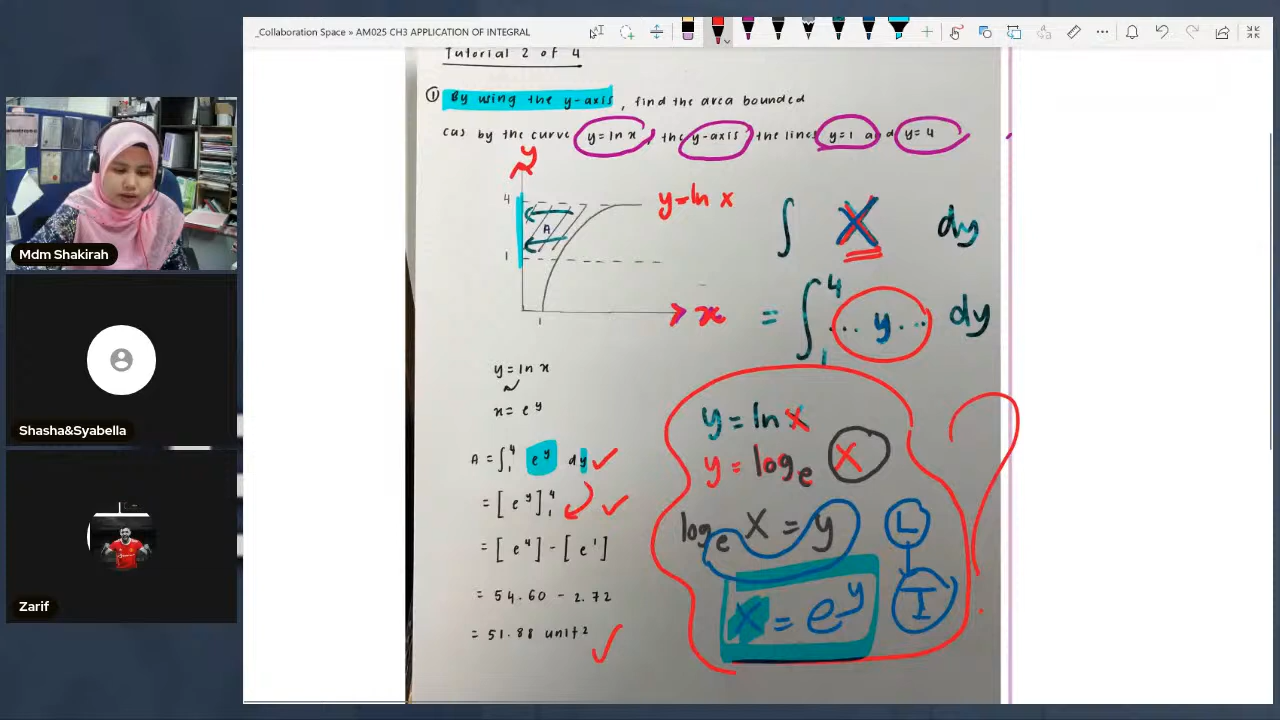 _Collaboration Space » AM025 CH3 APPLICATION OF INTEGRAL
Tutorial 2 of 4
① By using the y-axis, find the area bounded
(a) by the curve y=ln x, the y-axis, the lines y=1 and y=4
y
4
A
1
1
x
y=ln x
∫ x dy
= ∫₁⁴ ... y ... dy
y = ln x
x = e^y
A = ∫₁⁴ e^y dy
= [e^y]₁⁴
= [e⁴] - [e¹]
= 54.60 - 2.72
= 51.88 unit²
y = ln x
y = log_e x
log_e x = y
x = e^y
L
I
?
Mdm Shakirah
Shasha&Syabella
Zarif